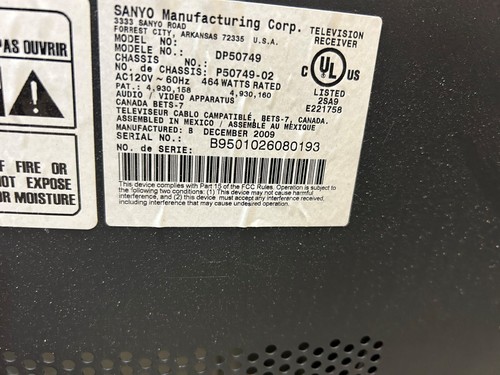 PAS OUVRIR
F FIRE OR
NOT EXPOSE
OR MOISTURE
SANYO Manufacturing Corp.
3333 SANYO ROAD
FORREST CITY, ARKANSAS 72335 U.S.A.
TELEVISION
RECEIVER
MODEL NO:
MODELE NO.: DP50749
CHASSIS NO:
NO. de CHASSIS: P50749-02
AC120V ~ 60Hz 464 WATTS RATED
PAT.: 4,930,158 4,930,160
AUDIO / VIDEO APPARATUS
CANADA BETS-7
TELEVISEUR CABLO COMPATIBLE, BETS-7, CANADA.
ASSEMBLED IN MEXICO / ASSEMBLÉ AU MEXIQUE
MANUFACTURED: B DECEMBER 2009
SERIAL NO.:
NO. de SERIE: B9501026080193
C UL US
LISTED
2SA9
E221758
This device complies with Part 15 of the FCC Rules. Operation is subject to
the following two conditions: (1) This device may not cause harmful
interference, and (2) this device must accept any interference received,
including interference that may cause undesired operation.